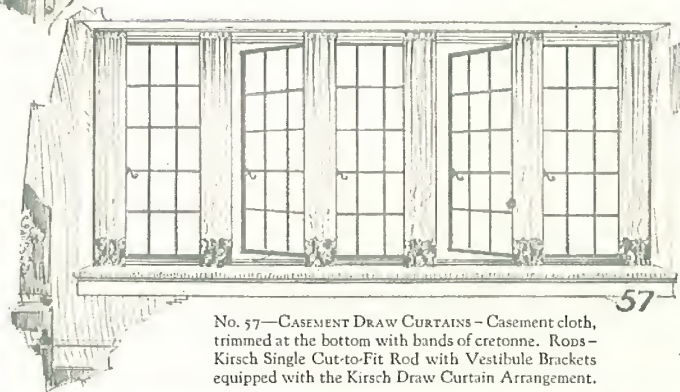 57
No. 57—Casement Draw Curtains – Casement cloth,
trimmed at the bottom with bands of cretonne. Rods –
Kirsch Single Cut-to-Fit Rod with Vestibule Brackets
equipped with the Kirsch Draw Curtain Arrangement.